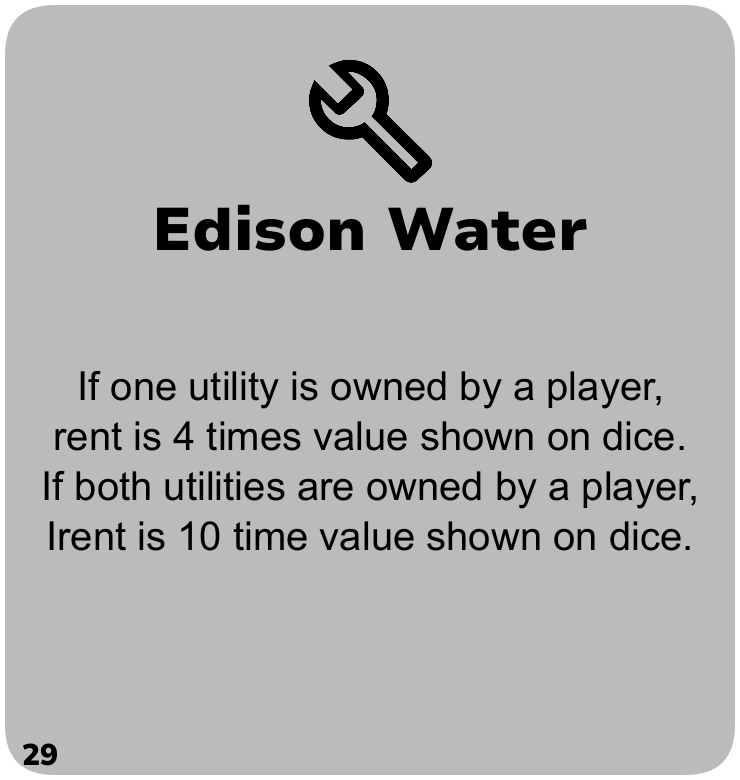 Edison Water
If one utility is owned by a player,
rent is 4 times value shown on dice.
If both utilities are owned by a player,
Irent is 10 time value shown on dice.
29